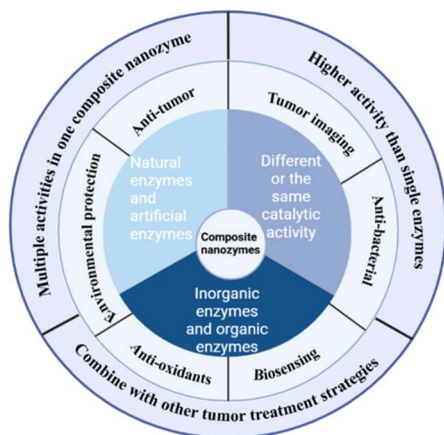 Multiple activities in one composite nanozyme
Higher activity than single enzymes
Anti-tumor
Tumor imaging
Natural
enzymes
and
artificial
enzymes
Different
or the
same
catalytic
activity
Environmental protection
Anti-bacterial
Composite
nanozymes
Inorganic
enzymes
and organic
enzymes
Anti-oxidants
Biosensing
Combine with other tumor treatment strategies